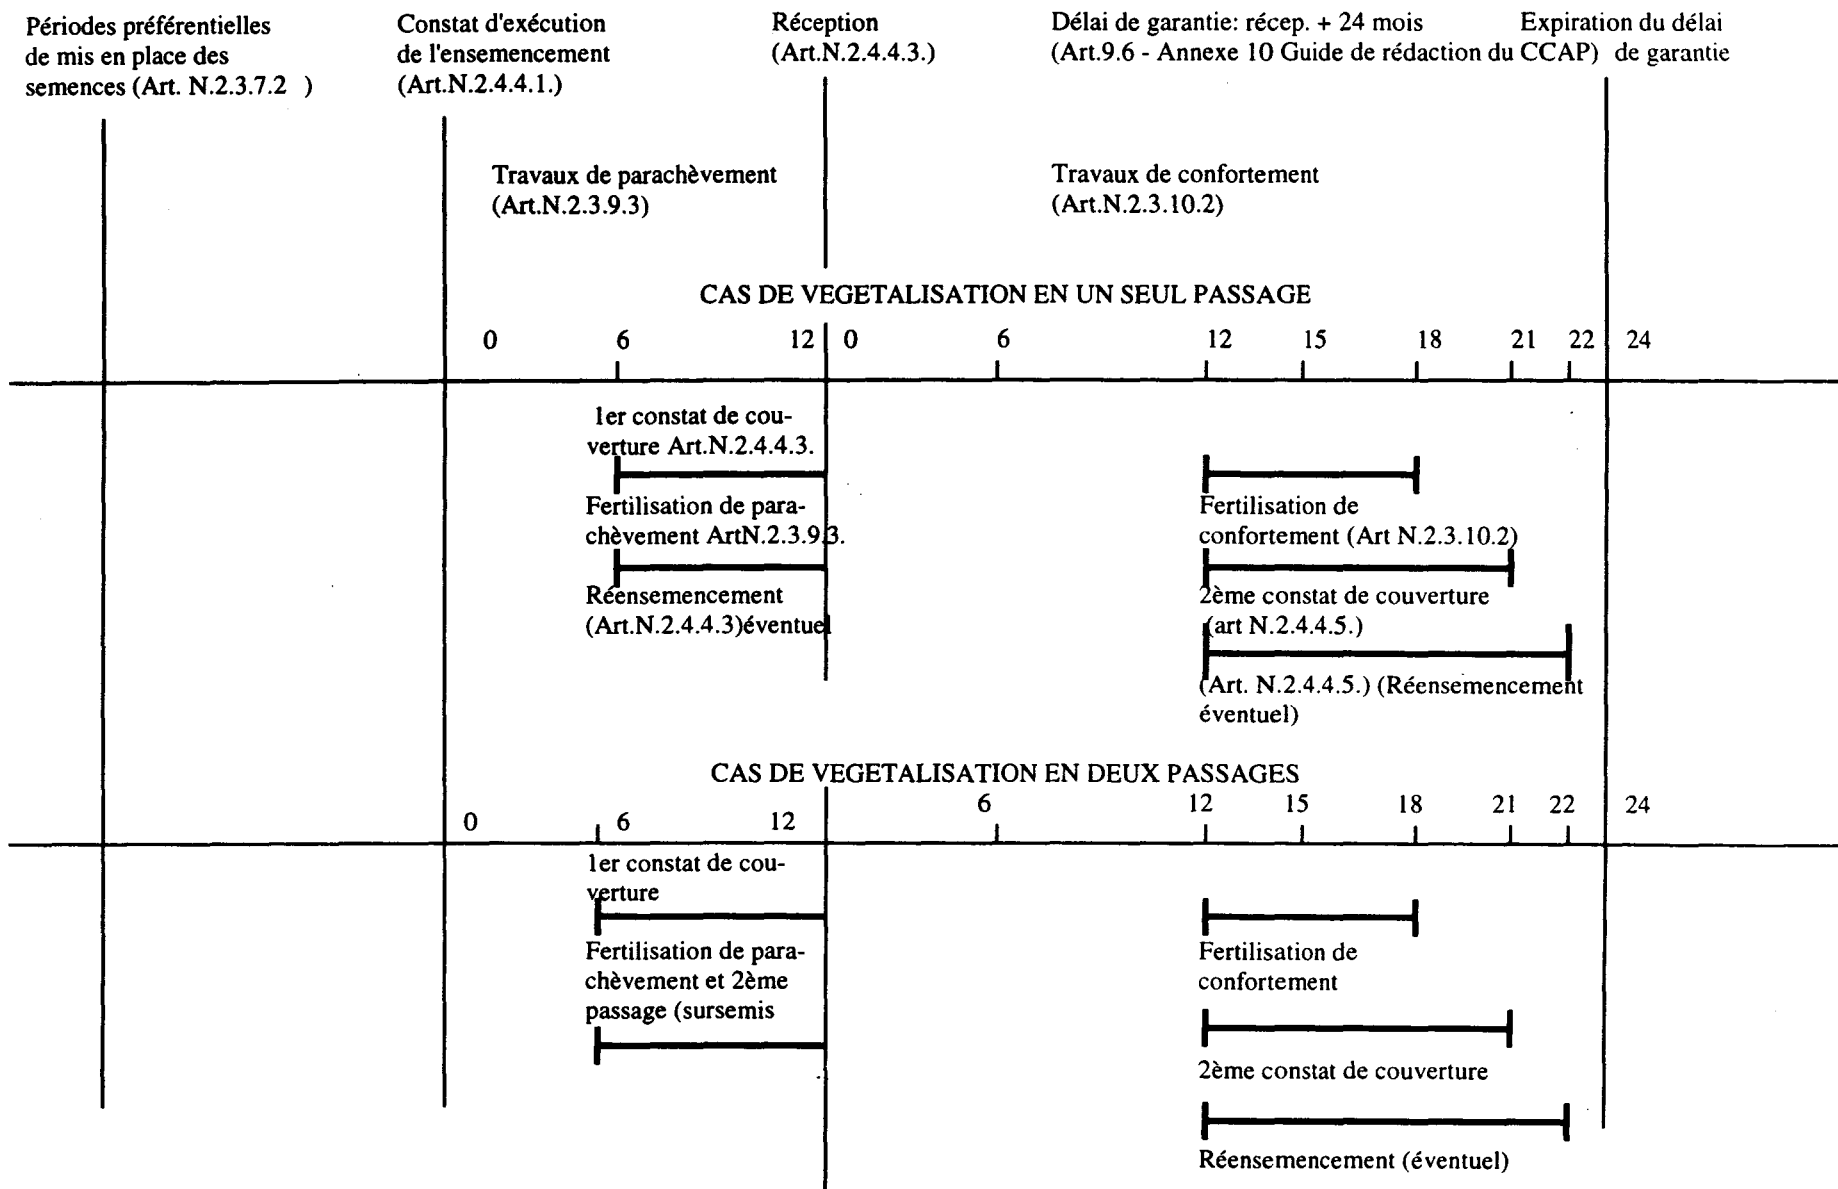 Périodes préférentielles
de mis en place des
semences (Art. N.2.3.7.2 )
Constat d'exécution
de l'ensemencement
(Art.N.2.4.4.1.)
Réception
(Art.N.2.4.4.3.)
Délai de garantie: récep. + 24 mois
(Art.9.6 - Annexe 10 Guide de rédaction du CCAP)
Expiration du délai
de garantie
Travaux de parachèvement
(Art.N.2.3.9.3)
Travaux de confortement
(Art.N.2.3.10.2)
CAS DE VEGETALISATION EN UN SEUL PASSAGE
0 6 12 0 6 12 15 18 21 22 24
1er constat de cou-
verture Art.N.2.4.4.3.
Fertilisation de para-
chèvement ArtN.2.3.9.3.
Réensemencement
(Art.N.2.4.4.3)éventuel
Fertilisation de
confortement (Art N.2.3.10.2)
2ème constat de couverture
(art N.2.4.4.5.)
(Art. N.2.4.4.5.) (Réensemencement
éventuel)
CAS DE VEGETALISATION EN DEUX PASSAGES
0 6 12 6 12 15 18 21 22 24
1er constat de cou-
verture
Fertilisation de para-
chèvement et 2ème
passage (sursemis
Fertilisation de
confortement
2ème constat de couverture
Réensemencement (éventuel)